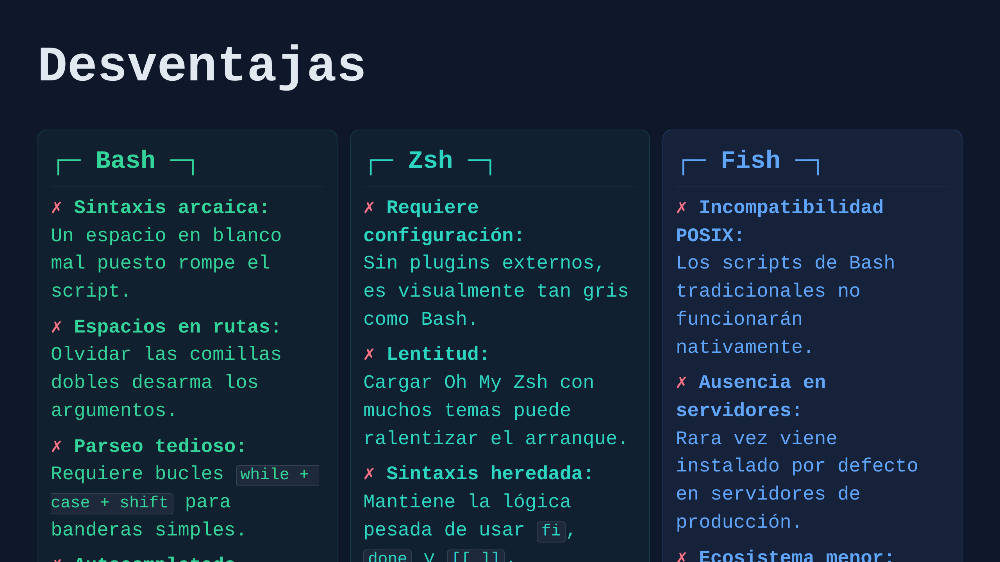 Desventajas
┌─ Bash ─┐
✗ Sintaxis arcaica:
Un espacio en blanco
mal puesto rompe el
script.
✗ Espacios en rutas:
Olvidar las comillas
dobles desarma los
argumentos.
✗ Parseo tedioso:
Requiere bucles while +
case + shift para
banderas simples.
✗ Autocompletado
┌─ Zsh ─┐
✗ Requiere
configuración:
Sin plugins externos,
es visualmente tan gris
como Bash.
✗ Lentitud:
Cargar Oh My Zsh con
muchos temas puede
ralentizar el arranque.
✗ Sintaxis heredada:
Mantiene la lógica
pesada de usar fi,
done y [[ ]].
┌─ Fish ─┐
✗ Incompatibilidad
POSIX:
Los scripts de Bash
tradicionales no
funcionarán
nativamente.
✗ Ausencia en
servidores:
Rara vez viene
instalado por defecto
en servidores de
producción.
✗ Ecosistema menor: